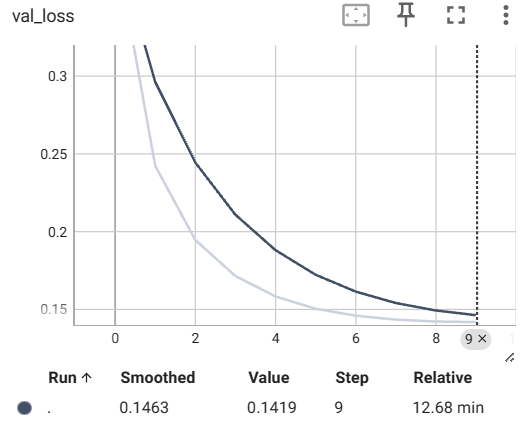 val_loss
0.3
0.25
0.2
0.15
0 2 4 6 8 9 × 1
Run ↑ Smoothed Value Step Relative
. 0.1463 0.1419 9 12.68 min